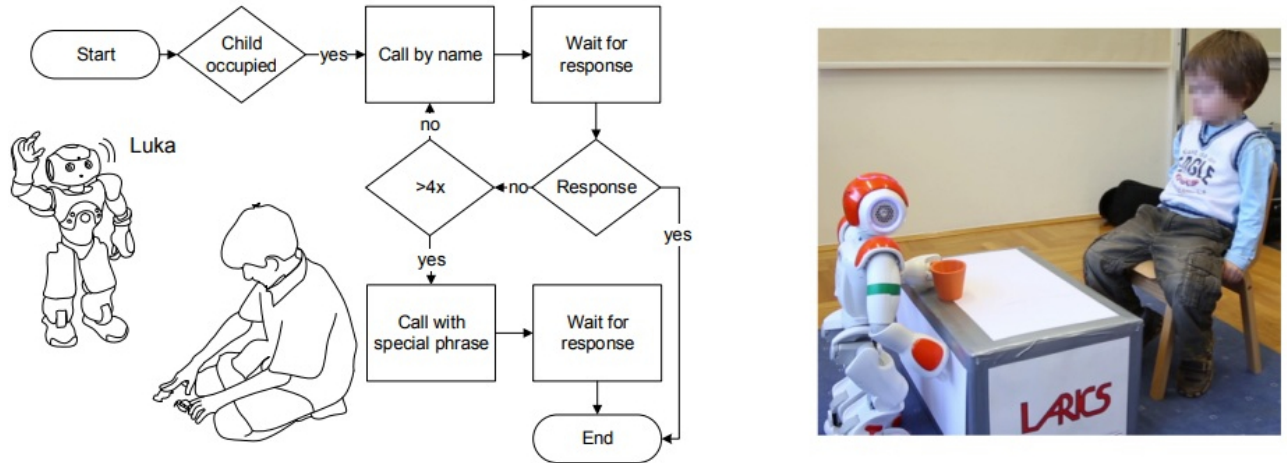 Start
Child
occupied
yes
Call by name
Wait for
response
no
Luka
>4x
no
Response
yes
yes
Call with
special phrase
Wait for
response
End
LARICS